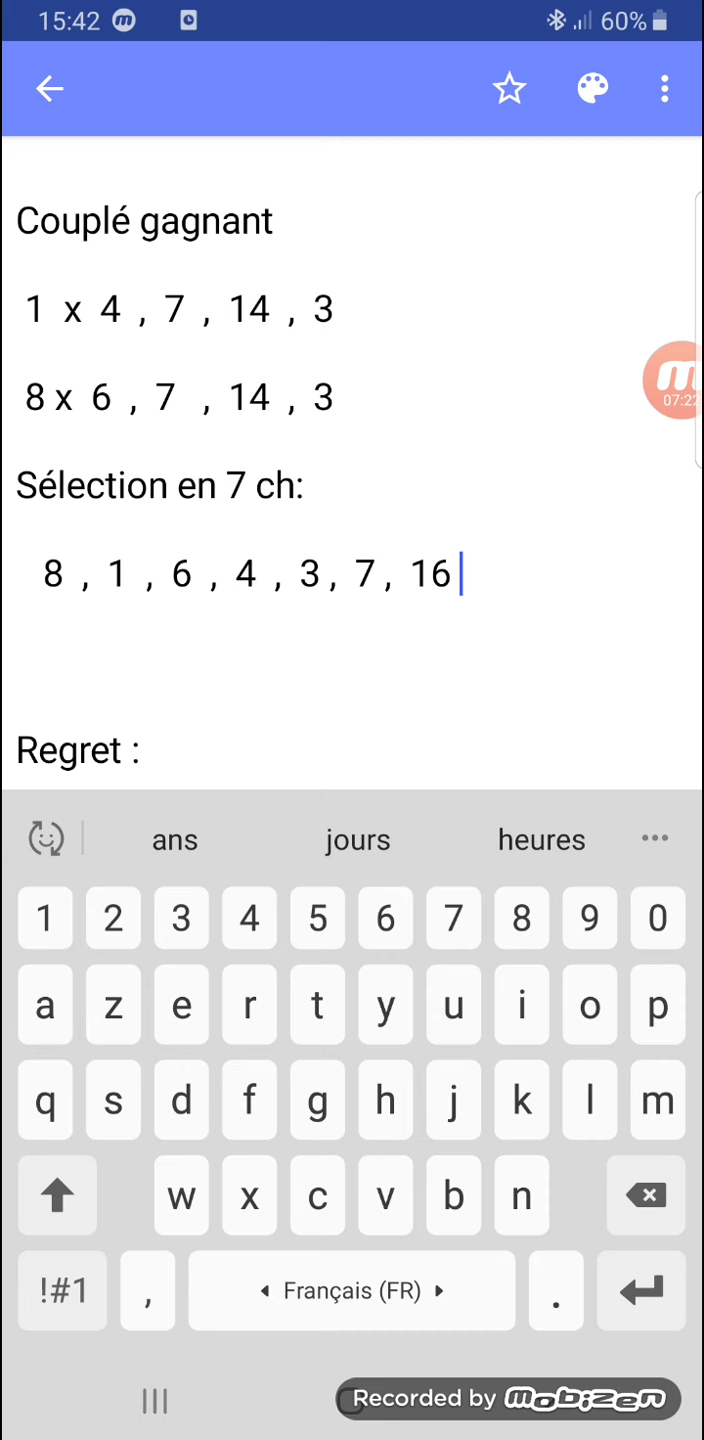 15:42 m 60%
Couplé gagnant
1 x 4 , 7 , 14 , 3
8 x 6 , 7 , 14 , 3
m
07:22
Sélection en 7 ch:
8 , 1 , 6 , 4 , 3 , 7 , 16
Regret :
ans jours heures
1 2 3 4 5 6 7 8 9 0
a z e r t y u i o p
q s d f g h j k l m
w x c v b n
!#1 , Français (FR) .
Recorded by mobizen